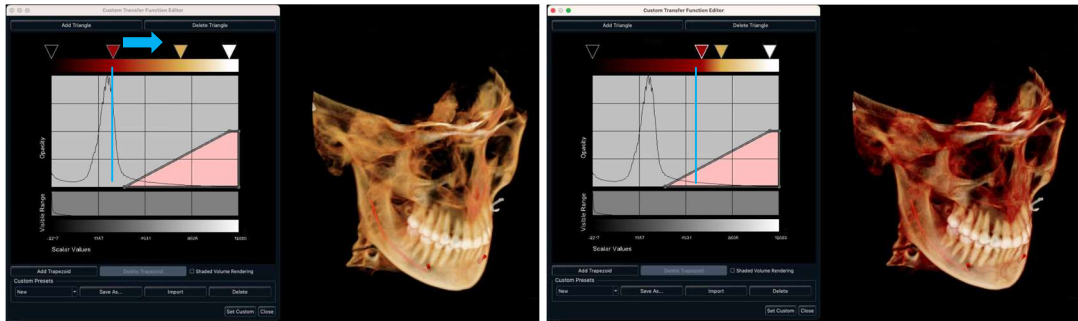 Custom Transfer Function Editor
Add Triangle Delete Triangle
Opacity
Visible Range
Scalar Values
Add Trapezoid Delete Trapezoid Shaded Volume Rendering
Custom Presets
New Save As... Import Delete
Set Custom Close
Custom Transfer Function Editor
Add Triangle Delete Triangle
Opacity
Visible Range
Scalar Values
Add Trapezoid Delete Trapezoid Shaded Volume Rendering
Custom Presets
New Save As... Import Delete
Set Custom Close